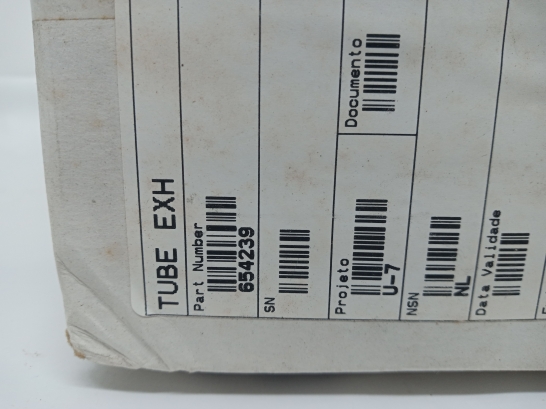 TUBE EXH
Part Number
654239
SN
Projeto
U-7
Documento
NSN
NL
Data Validade